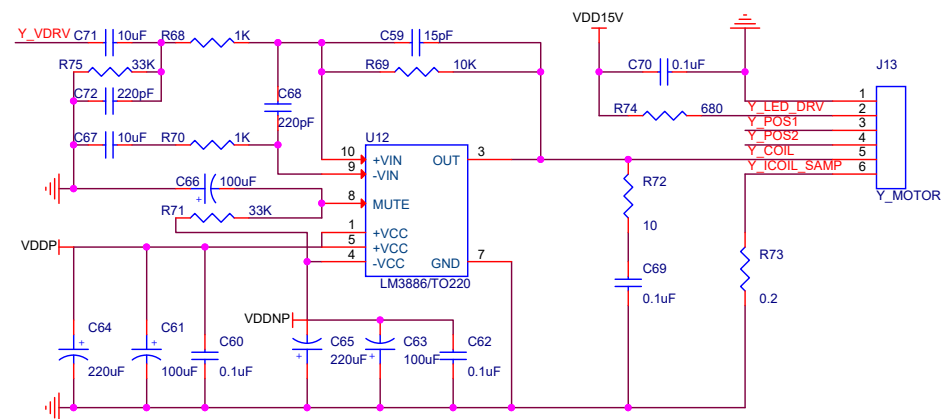 VDD15V
Y_VDRV C71 10uF R68 1K C59 15pF
R75 33K R69 10K C70 0.1uF J13
C72 220pF C68 220pF R74 680 1
Y_LED_DRV 2
Y_POS1 3
C67 10uF R70 1K U12 Y_POS2 4
10 +VIN OUT 3 Y_COIL 5
9 -VIN Y_ICOIL_SAMP 6
C66 + 100uF R72 Y_MOTOR
8 MUTE
R71 33K 10
1 +VCC
VDDP 5 +VCC R73
4 -VCC GND 7 C69
LM3886/TO220 0.1uF 0.2
VDDNP
C64 + C61 + C60 C65 + C63 + C62
220uF 100uF 0.1uF 220uF 100uF 0.1uF